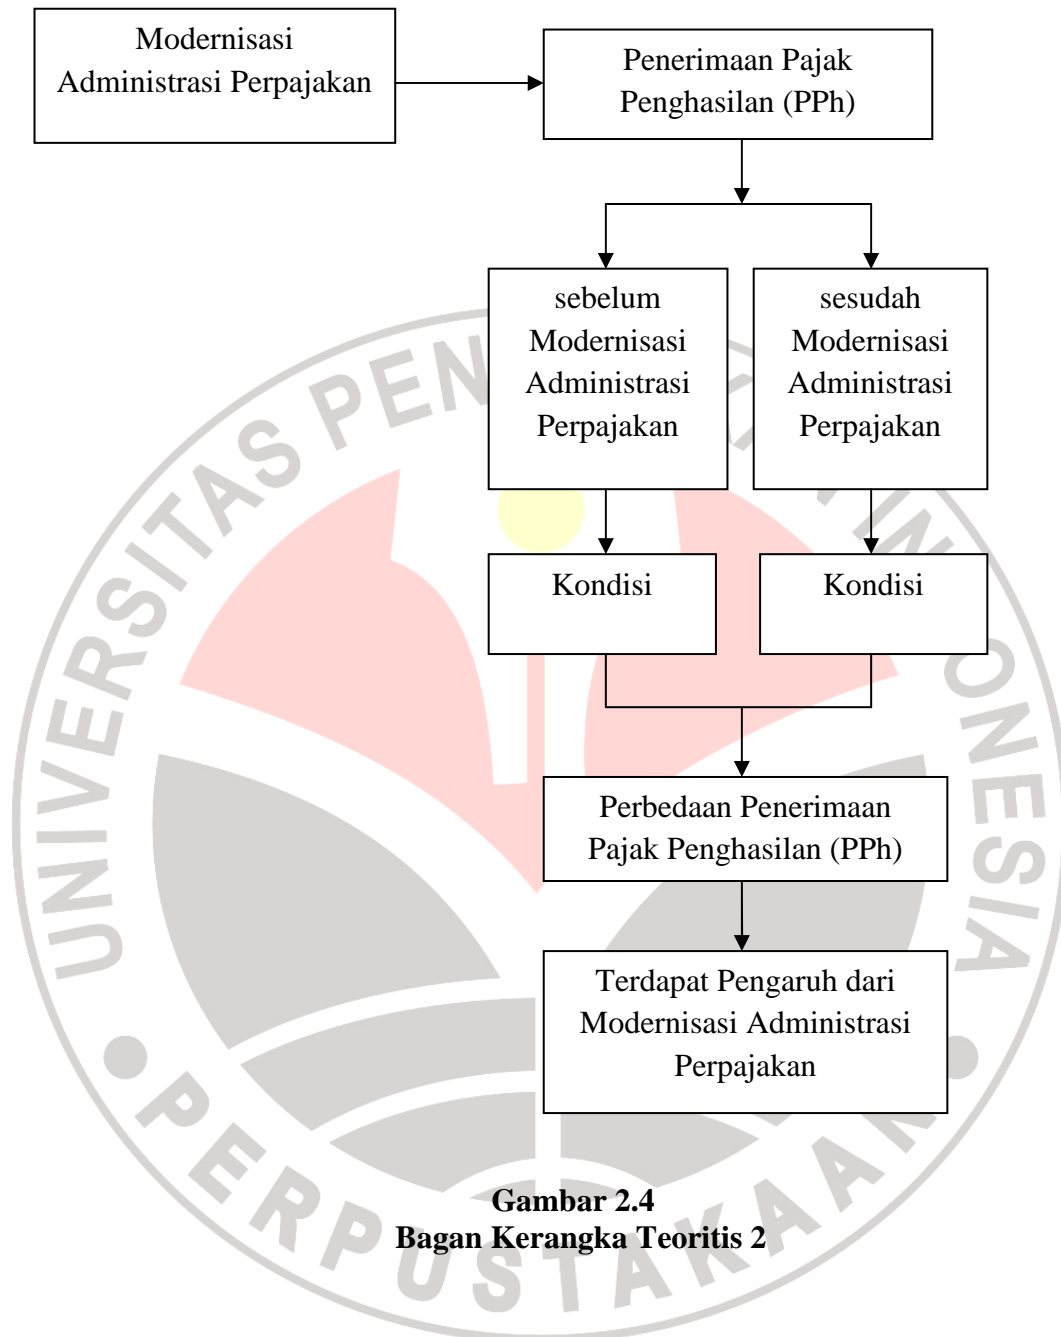 Modernisasi
Administrasi Perpajakan
Penerimaan Pajak
Penghasilan (PPh)
sebelum
Modernisasi
Administrasi
Perpajakan
sesudah
Modernisasi
Administrasi
Perpajakan
Kondisi
Kondisi
Perbedaan Penerimaan
Pajak Penghasilan (PPh)
Terdapat Pengaruh dari
Modernisasi Administrasi
Perpajakan
Gambar 2.4
Bagan Kerangka Teoritis 2
UNIVERSITAS PEN INDONESIA
PERPUSTAKAAN